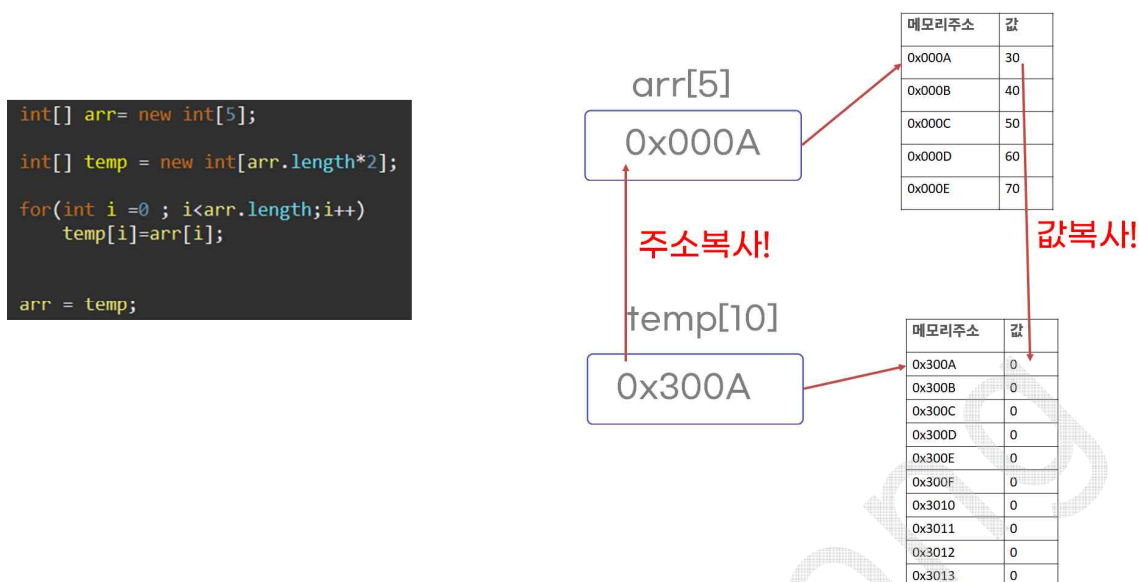 int[] arr= new int[5];
int[] temp = new int[arr.length*2];
for(int i =0 ; i<arr.length;i++)
temp[i]=arr[i];
arr = temp;
arr[5]
0x000A
주소복사!
temp[10]
0x300A
메모리주소 값
0x000A 30
0x000B 40
0x000C 50
0x000D 60
0x000E 70
값복사!
메모리주소 값
0x300A 0
0x300B 0
0x300C 0
0x300D 0
0x300E 0
0x300F 0
0x3010 0
0x3011 0
0x3012 0
0x3013 0